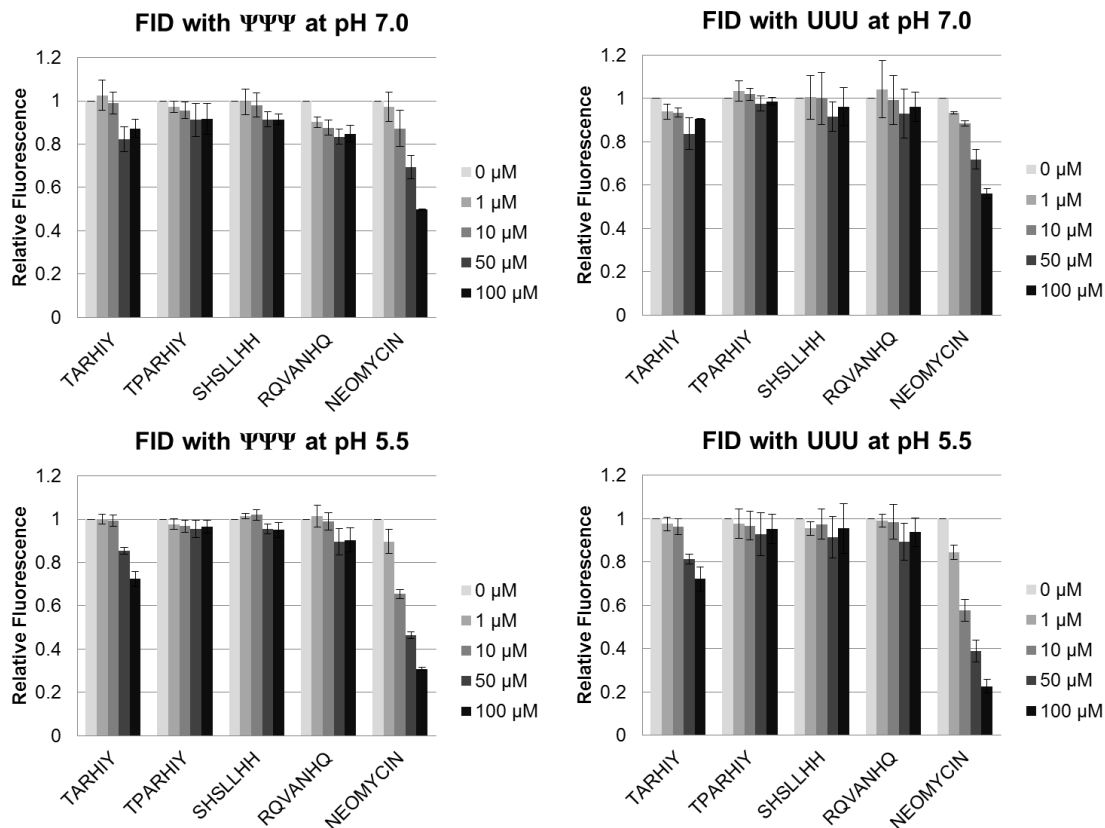 FID with ΨΨΨ at pH 7.0
Relative Fluorescence
1.2
1
0.8
0.6
0.4
0.2
0
TARHIY
TPARHIY
SHSLLHH
RQVANHQ
NEOMYCIN
0 µM
1 µM
10 µM
50 µM
100 µM
FID with UUU at pH 7.0
Relative Fluorescence
1.2
1
0.8
0.6
0.4
0.2
0
TARHIY
TPARHIY
SHSLLHH
RQVANHQ
NEOMYCIN
0 µM
1 µM
10 µM
50 µM
100 µM
FID with ΨΨΨ at pH 5.5
Relative Fluorescence
1.2
1
0.8
0.6
0.4
0.2
0
TARHIY
TPARHIY
SHSLLHH
RQVANHQ
NEOMYCIN
0 µM
1 µM
10 µM
50 µM
100 µM
FID with UUU at pH 5.5
Relative Fluorescence
1.2
1
0.8
0.6
0.4
0.2
0
TARHIY
TPARHIY
SHSLLHH
RQVANHQ
NEOMYCIN
0 µM
1 µM
10 µM
50 µM
100 µM